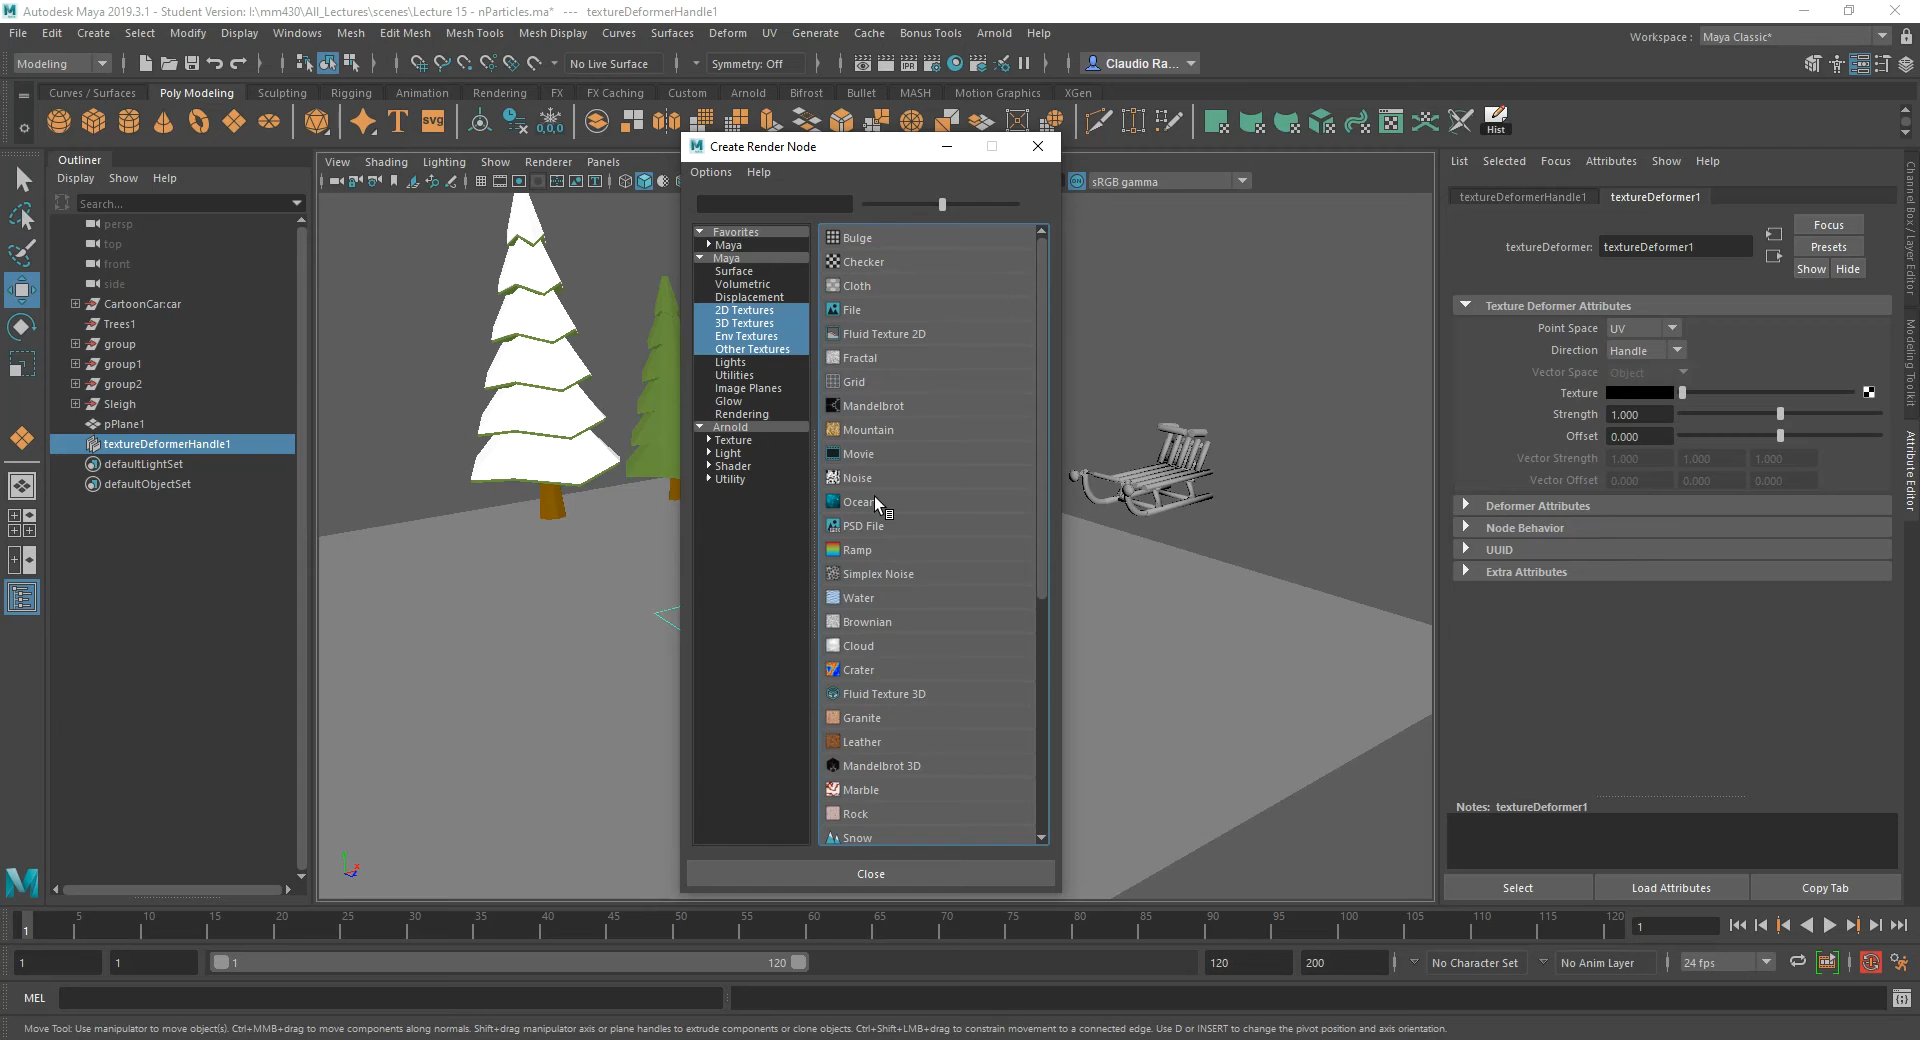 Autodesk Maya 2019.3.1 - Student Version: I:\mm430\All_Lectures\scenes\Lecture 15 - nParticles.ma* --- textureDeformerHandle1
File Edit Create Select Modify Display Windows Mesh Edit Mesh Mesh Tools Mesh Display Curves Surfaces Deform UV Generate Cache Bonus Tools Arnold Help
Workspace : Maya Classic*
Modeling
No Live Surface
Symmetry: Off
Claudio Ra...
Curves / Surfaces Poly Modeling Sculpting Rigging Animation Rendering FX FX Caching Custom Arnold Bifrost Bullet MASH Motion Graphics XGen
T
svg
0,0,0
Hist
Outliner
Display Show Help
Search...
persp
top
front
side
CartoonCar:car
Trees1
group
group1
group2
Sleigh
pPlane1
textureDeformerHandle1
defaultLightSet
defaultObjectSet
View Shading Lighting Show Renderer Panels
sRGB gamma
Create Render Node
Options Help
Favorites
Maya
Maya
Surface
Volumetric
Displacement
2D Textures
3D Textures
Env Textures
Other Textures
Lights
Utilities
Image Planes
Glow
Rendering
Arnold
Texture
Light
Shader
Utility
Bulge
Checker
Cloth
File
Fluid Texture 2D
Fractal
Grid
Mandelbrot
Mountain
Movie
Noise
Ocean
PSD File
Ramp
Simplex Noise
Water
Brownian
Cloud
Crater
Fluid Texture 3D
Granite
Leather
Mandelbrot 3D
Marble
Rock
Snow
Close
List Selected Focus Attributes Show Help
textureDeformerHandle1 textureDeformer1
textureDeformer: textureDeformer1
Focus
Presets
Show Hide
Texture Deformer Attributes
Point Space UV
Direction Handle
Vector Space Object
Texture
Strength 1.000
Offset 0.000
Vector Strength 1.000 1.000 1.000
Vector Offset 0.000 0.000 0.000
Deformer Attributes
Node Behavior
UUID
Extra Attributes
Notes: textureDeformer1
Select Load Attributes Copy Tab
Channel Box / Layer Editor
Modeling Toolkit
Attribute Editor
5 10 15 20 25 30 35 40 45 50 55 60 65 70 75 80 85 90 95 100 105 110 115 120
1
1
1 1 1 120 120 200
No Character Set
No Anim Layer
24 fps
MEL
Move Tool: Use manipulator to move object(s). Ctrl+MMB+drag to move components along normals. Shift+drag manipulator axis or plane handles to extrude components or clone objects. Ctrl+Shift+LMB+drag to constrain movement to a connected edge. Use D or INSERT to change the pivot position and axis orientation.